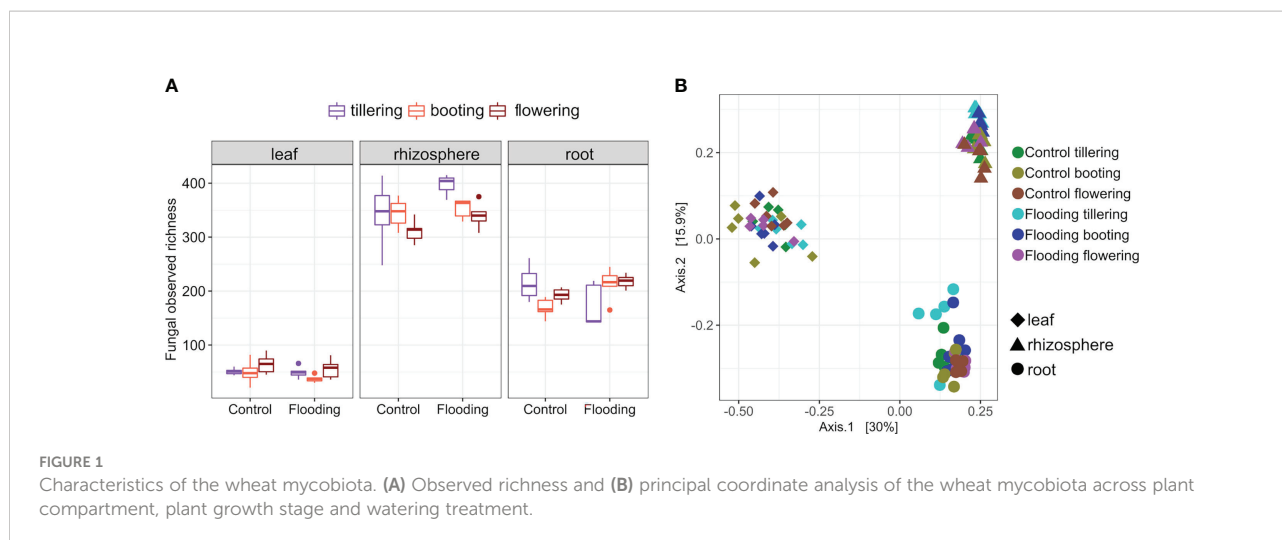 A
tillering booting flowering
leaf rhizosphere root
Fungal observed richness
400
300
200
100
Control Flooding Control Flooding Control Flooding
B
Axis.2 [15.9%]
0.2
0.0
-0.2
-0.50 -0.25 0.00 0.25
Axis.1 [30%]
Control tillering
Control booting
Control flowering
Flooding tillering
Flooding booting
Flooding flowering
leaf
rhizosphere
root
FIGURE 1
Characteristics of the wheat mycobiota. (A) Observed richness and (B) principal coordinate analysis of the wheat mycobiota across plant
compartment, plant growth stage and watering treatment.